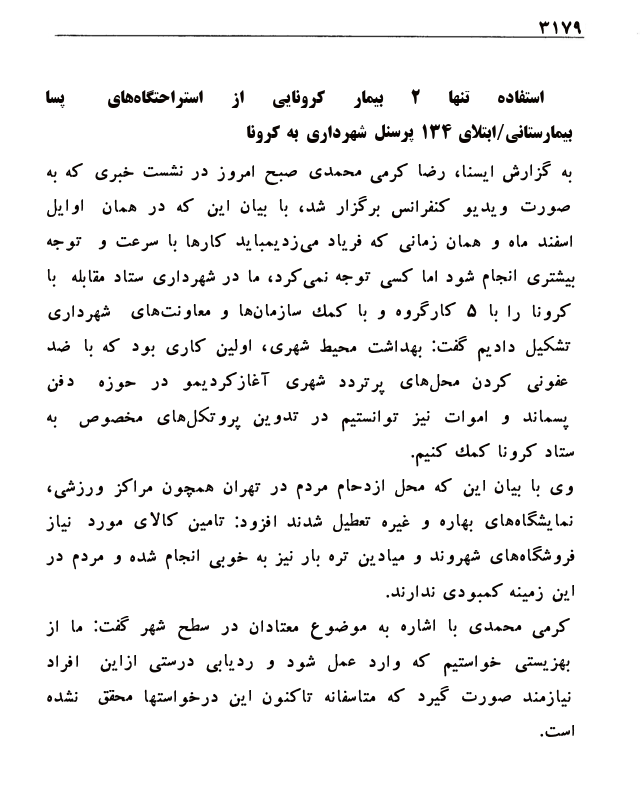 ۳۱۷۹
استفاده تنها ۲ بیمار کرونایی از استراحتگاه‌های پسا
بیمارستانی/ابتلای ۱۳۴ پرسنل شهرداری به کرونا
به گزارش ایسنا، رضا کرمی محمدی صبح امروز در نشست خبری که به
صورت ویدیو کنفرانس برگزار شد، با بیان این که در همان اوایل
اسفند ماه و همان زمانی که فریاد می‌زدیمباید کارها با سرعت و توجه
بیشتری انجام شود اما کسی توجه نمی‌کرد، ما در شهرداری ستاد مقابله با
کرونا را با ۵ کارگروه و با کمك سازمان‌ها و معاونت‌های شهرداری
تشکیل دادیم گفت: بهداشت محیط شهری، اولین کاری بود که با ضد
عفونی کردن محل‌های پرتردد شهری آغازکردیمو در حوزه دفن
پسماند و اموات نیز توانستیم در تدوین پروتکل‌های مخصوص به
ستاد کرونا کمك کنیم.
وی با بیان این که محل ازدحام مردم در تهران همچون مراکز ورزشی،
نمایشگاه‌های بهاره و غیره تعطیل شدند افزود: تامین کالای مورد نیاز
فروشگاه‌های شهروند و میادین تره بار نیز به خوبی انجام شده و مردم در
این زمینه کمبودی ندارند.
کرمی محمدی با اشاره به موضوع معتادان در سطح شهر گفت: ما از
بهزیستی خواستیم که وارد عمل شود و ردیابی درستی ازاین افراد
نیازمند صورت گیرد که متاسفانه تاکنون این درخواستها محقق نشده
است.